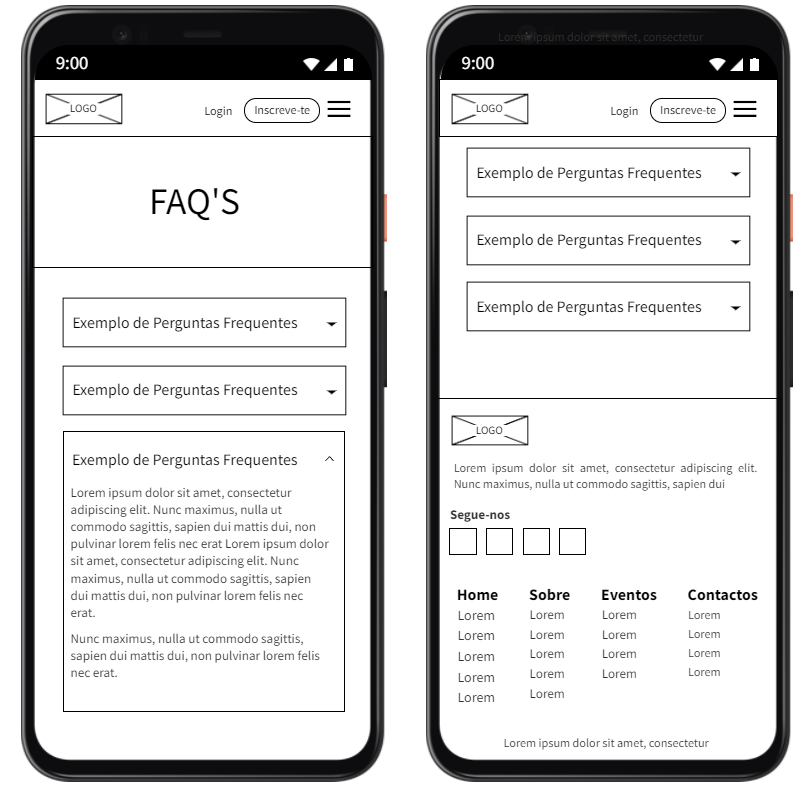 9:00
LOGO
Login
Inscreve-te
FAQ'S
Exemplo de Perguntas Frequentes
Exemplo de Perguntas Frequentes
Exemplo de Perguntas Frequentes
Lorem ipsum dolor sit amet, consectetur
adipiscing elit. Nunc maximus, nulla ut
commodo sagittis, sapien dui mattis dui, non
pulvinar lorem felis nec erat Lorem ipsum dolor
sit amet, consectetur adipiscing elit. Nunc
maximus, nulla ut commodo sagittis, sapien
dui mattis dui, non pulvinar lorem felis nec
erat.
Nunc maximus, nulla ut commodo sagittis,
sapien dui mattis dui, non pulvinar lorem felis
nec erat.
Lorem ipsum dolor sit amet, consectetur
9:00
LOGO
Login
Inscreve-te
Exemplo de Perguntas Frequentes
Exemplo de Perguntas Frequentes
Exemplo de Perguntas Frequentes
LOGO
Lorem ipsum dolor sit amet, consectetur adipiscing elit.
Nunc maximus, nulla ut commodo sagittis, sapien dui
Segue-nos
Home
Lorem
Lorem
Lorem
Lorem
Lorem
Sobre
Lorem
Lorem
Lorem
Lorem
Lorem
Eventos
Lorem
Lorem
Lorem
Lorem
Contactos
Lorem
Lorem
Lorem
Lorem
Lorem ipsum dolor sit amet, consectetur